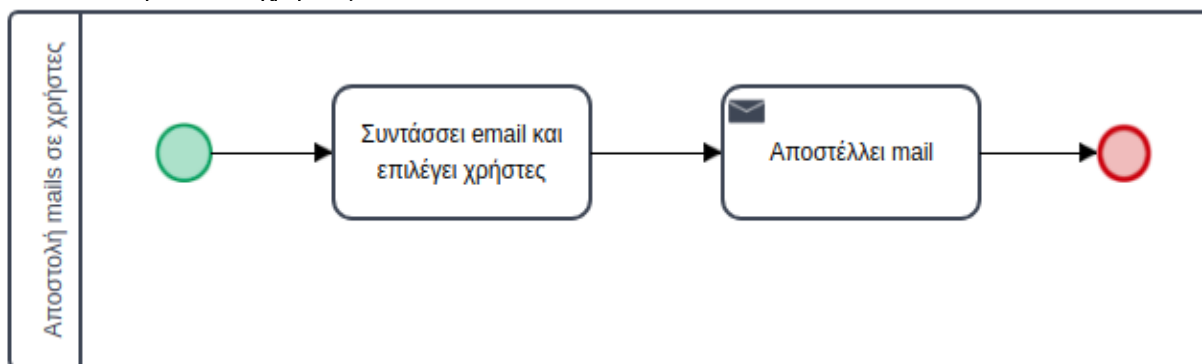 Αποστολή mails σε χρήστες
Συντάσσει email και
επιλέγει χρήστες
Αποστέλλει mail